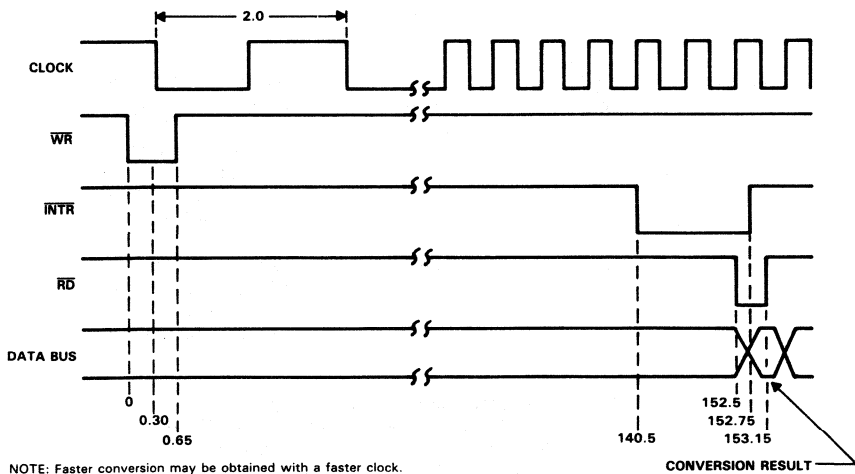 2.0
CLOCK
WR
INTR
RD
DATA BUS
0
0.30
0.65
140.5
152.5
152.75
153.15
CONVERSION RESULT
NOTE: Faster conversion may be obtained with a faster clock.